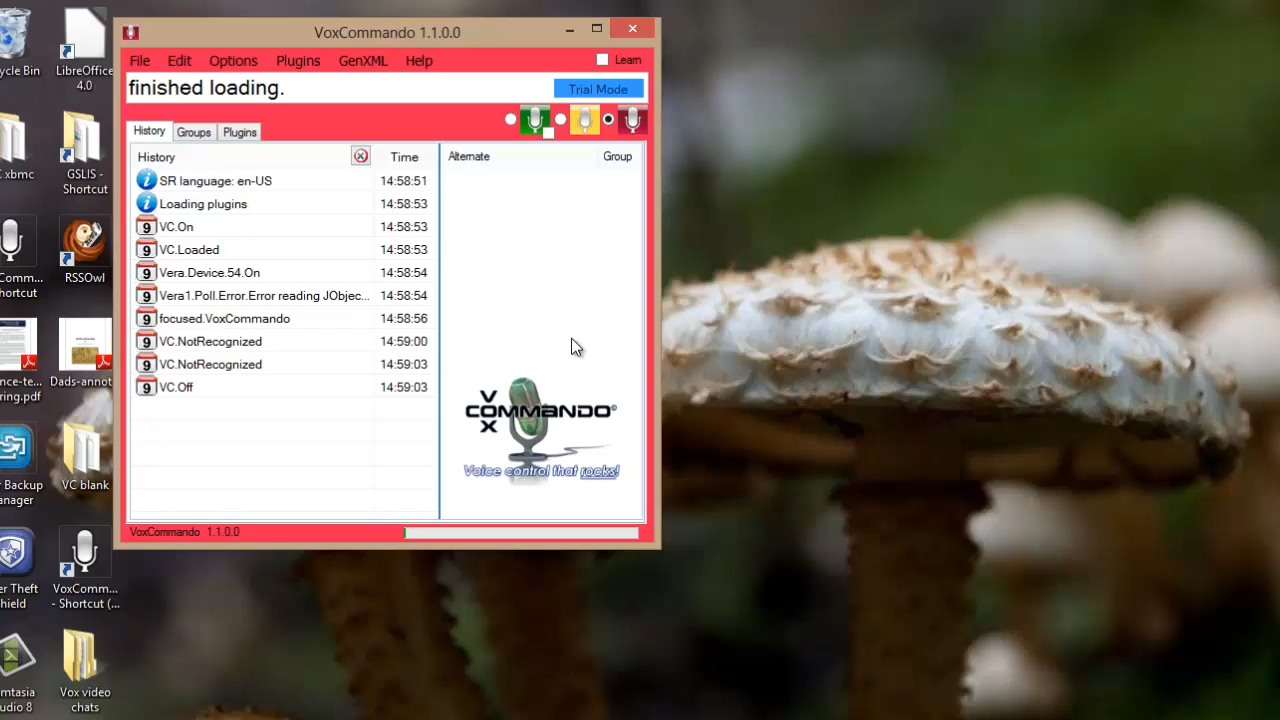 VoxCommando 1.1.0.0
File Edit Options Plugins GenXML Help Learn
finished loading.
Trial Mode
History Groups Plugins
History Time Alternate Group
SR language: en-US 14:58:51
Loading plugins 14:58:53
VC.On 14:58:53
VC.Loaded 14:58:53
Vera.Device.54.On 14:58:54
Vera1.Poll.Error.Error reading JObjec... 14:58:54
focused.VoxCommando 14:58:56
VC.NotRecognized 14:59:00
VC.NotRecognized 14:59:03
VC.Off 14:59:03
VOX COMMANDO©
Voice control that rocks!
VoxCommando 1.1.0.0
ycle Bin
LibreOffice
4.0
C xbmc
GSLIS -
Shortcut
Comm...
hortcut
RSSOwl
nce-te...
ring.pdf
Dads-annot
r Backup
anager
VC blank
er Theft
hield
VoxComm...
- Shortcut (...
mtasia
udio 8
Vox video
chats